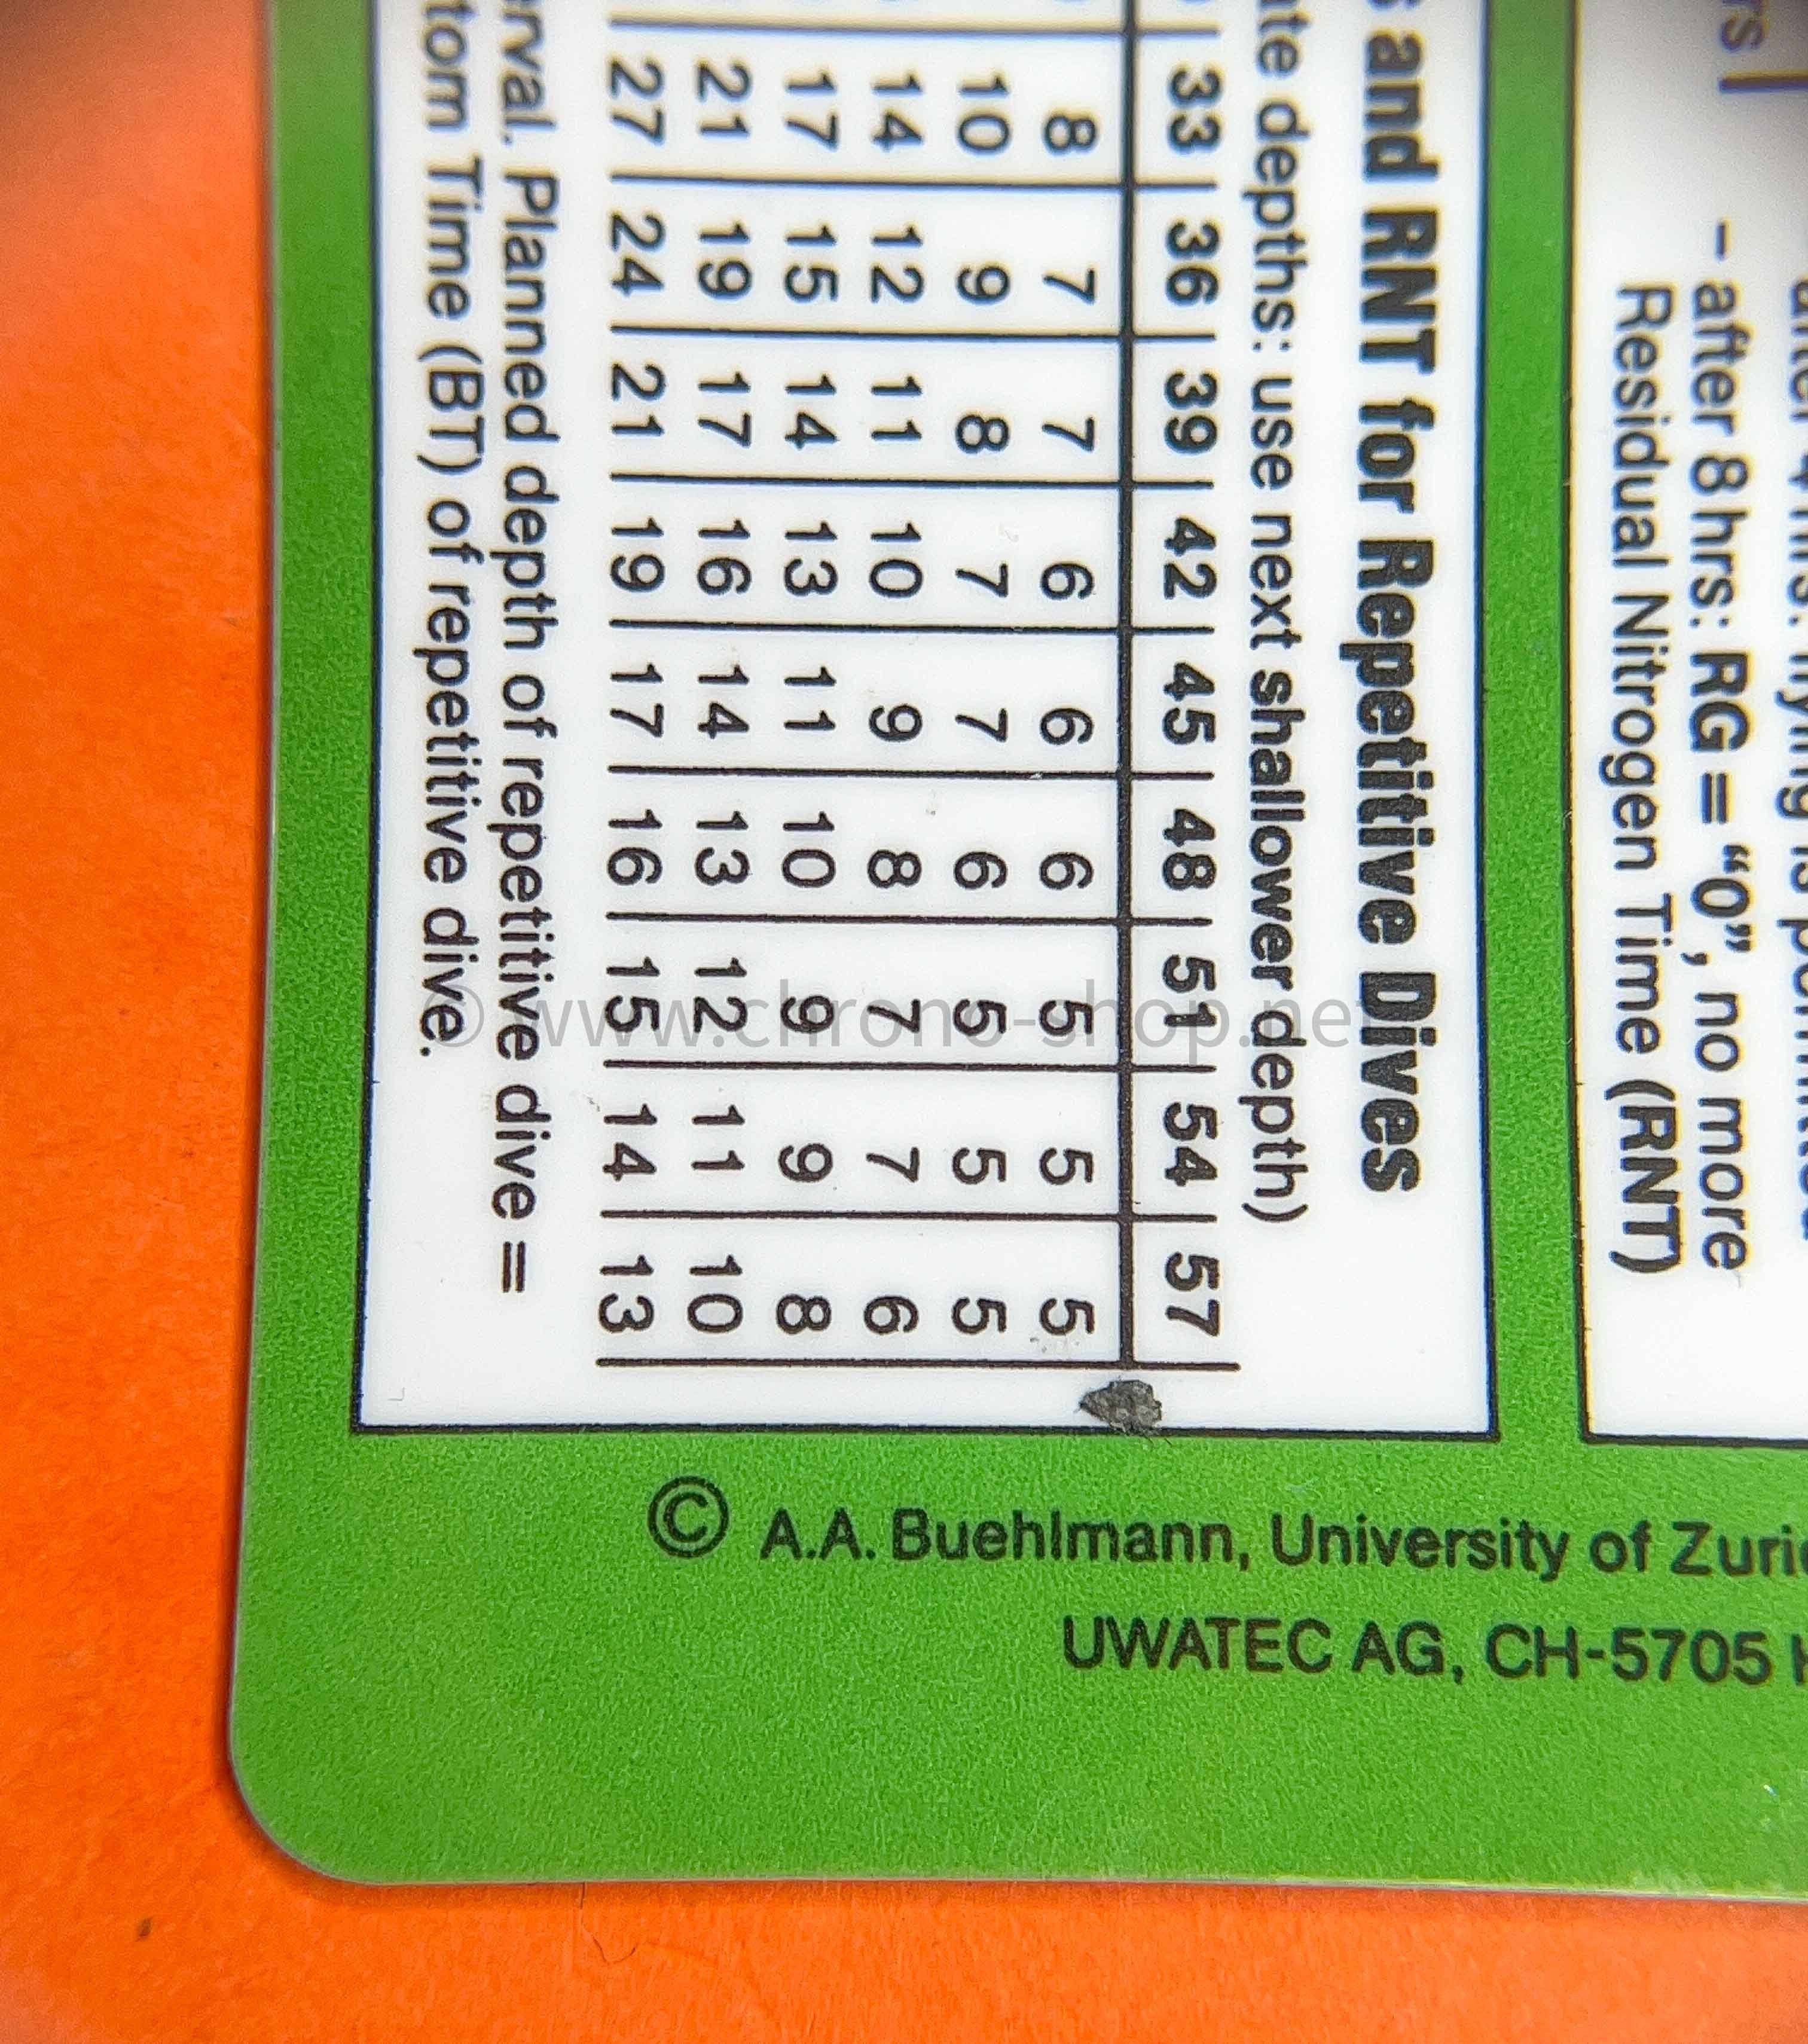 hrs: flying is permitted
– after 8 hrs: RG = “0”, no more
Residual Nitrogen Time (RNT)
and RNT for Repetitive Dives
depths: use next shallower depth)
33 36 39 42 45 48 51 54 57
8 7 7 6 6 6 5 5 5
10 9 8 7 7 6 5 5 5
14 12 11 10 9 8 7 7 6
17 15 14 13 11 10 9 9 8
21 19 17 16 14 13 12 11 10
27 24 21 19 17 16 15 14 13
rval. Planned depth of repetitive dive =
tom Time (BT) of repetitive dive.
© www.chrono-shop.net
© A.A. Buehlmann, University of Zuri
UWATEC AG, CH-5705